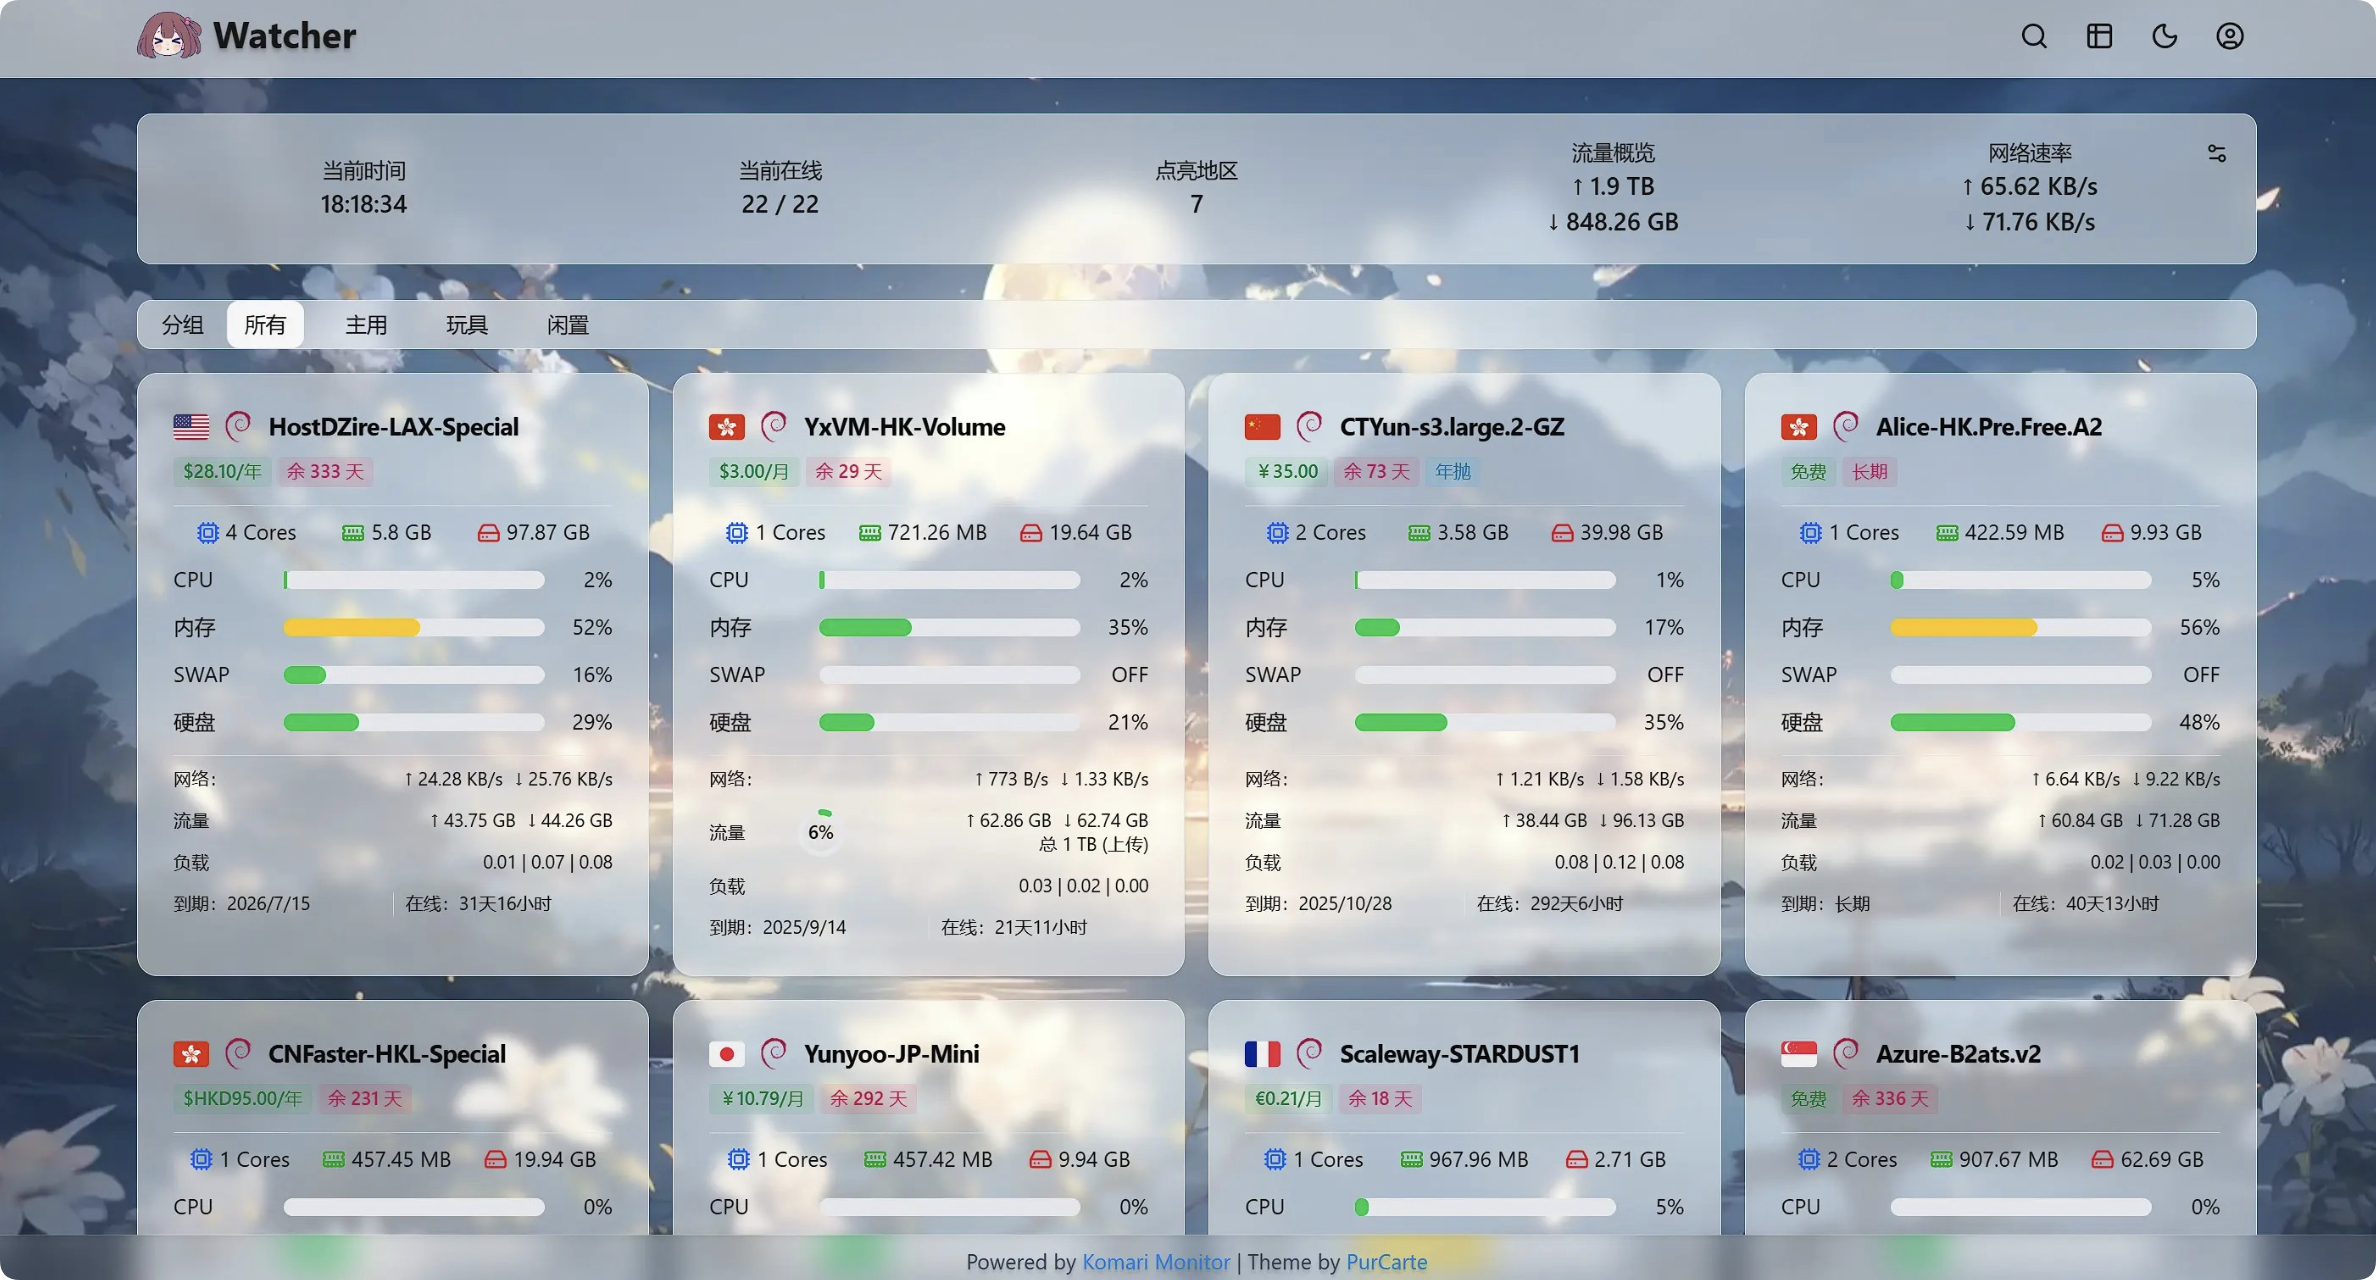 Watcher
当前时间
18:18:34
当前在线
22 / 22
点亮地区
7
流量概览
↑ 1.9 TB
↓ 848.26 GB
网络速率
↑ 65.62 KB/s
↓ 71.76 KB/s
分组 所有 主用 玩具 闲置
HostDZire-LAX-Special
$28.10/年 余 333 天
4 Cores 5.8 GB 97.87 GB
CPU 2%
内存 52%
SWAP 16%
硬盘 29%
网络: ↑ 24.28 KB/s ↓ 25.76 KB/s
流量 ↑ 43.75 GB ↓ 44.26 GB
负载 0.01 | 0.07 | 0.08
到期: 2026/7/15 在线: 31天16小时
YxVM-HK-Volume
$3.00/月 余 29 天
1 Cores 721.26 MB 19.64 GB
CPU 2%
内存 35%
SWAP OFF
硬盘 21%
网络: ↑ 773 B/s ↓ 1.33 KB/s
流量 6% ↑ 62.86 GB ↓ 62.74 GB
总 1 TB (上传)
负载 0.03 | 0.02 | 0.00
到期: 2025/9/14 在线: 21天11小时
CTYun-s3.large.2-GZ
¥35.00 余 73 天 年抛
2 Cores 3.58 GB 39.98 GB
CPU 1%
内存 17%
SWAP OFF
硬盘 35%
网络: ↑ 1.21 KB/s ↓ 1.58 KB/s
流量 ↑ 38.44 GB ↓ 96.13 GB
负载 0.08 | 0.12 | 0.08
到期: 2025/10/28 在线: 292天6小时
Alice-HK.Pre.Free.A2
免费 长期
1 Cores 422.59 MB 9.93 GB
CPU 5%
内存 56%
SWAP OFF
硬盘 48%
网络: ↑ 6.64 KB/s ↓ 9.22 KB/s
流量 ↑ 60.84 GB ↓ 71.28 GB
负载 0.02 | 0.03 | 0.00
到期: 长期 在线: 40天13小时
CNFaster-HKL-Special
$HKD95.00/年 余 231 天
1 Cores 457.45 MB 19.94 GB
CPU 0%
Yunyoo-JP-Mini
¥10.79/月 余 292 天
1 Cores 457.42 MB 9.94 GB
CPU 0%
Scaleway-STARDUST1
€0.21/月 余 18 天
1 Cores 967.96 MB 2.71 GB
CPU 5%
Azure-B2ats.v2
免费 余 336 天
2 Cores 907.67 MB 62.69 GB
CPU 0%
Powered by Komari Monitor | Theme by PurCarte